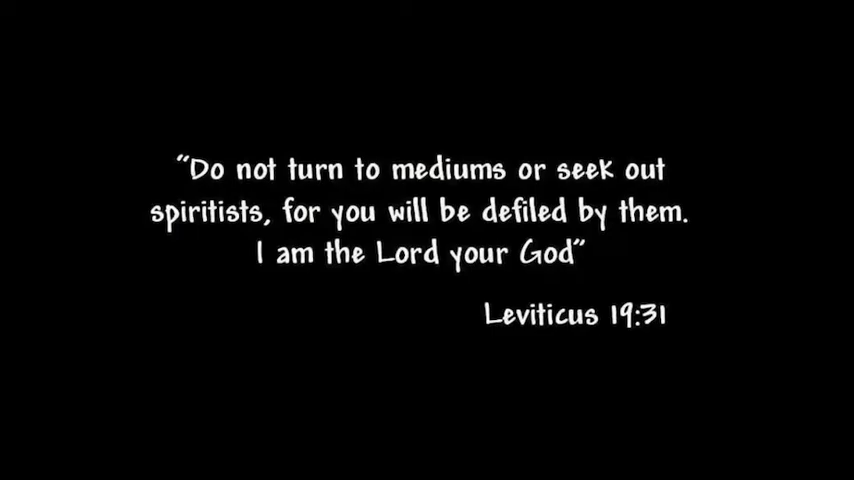 “Do not turn to mediums or seek out
spiritists, for you will be defiled by them.
I am the Lord your God”
Leviticus 19:31